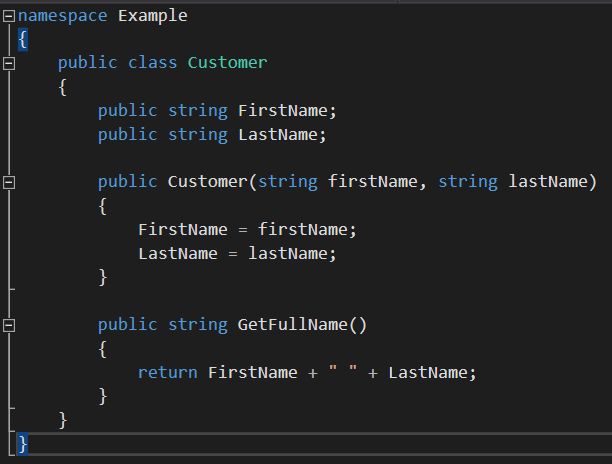 namespace Example
{
    public class Customer
    {
        public string FirstName;
        public string LastName;

        public Customer(string firstName, string lastName)
        {
            FirstName = firstName;
            LastName = lastName;
        }

        public string GetFullName()
        {
            return FirstName + " " + LastName;
        }
    }
}